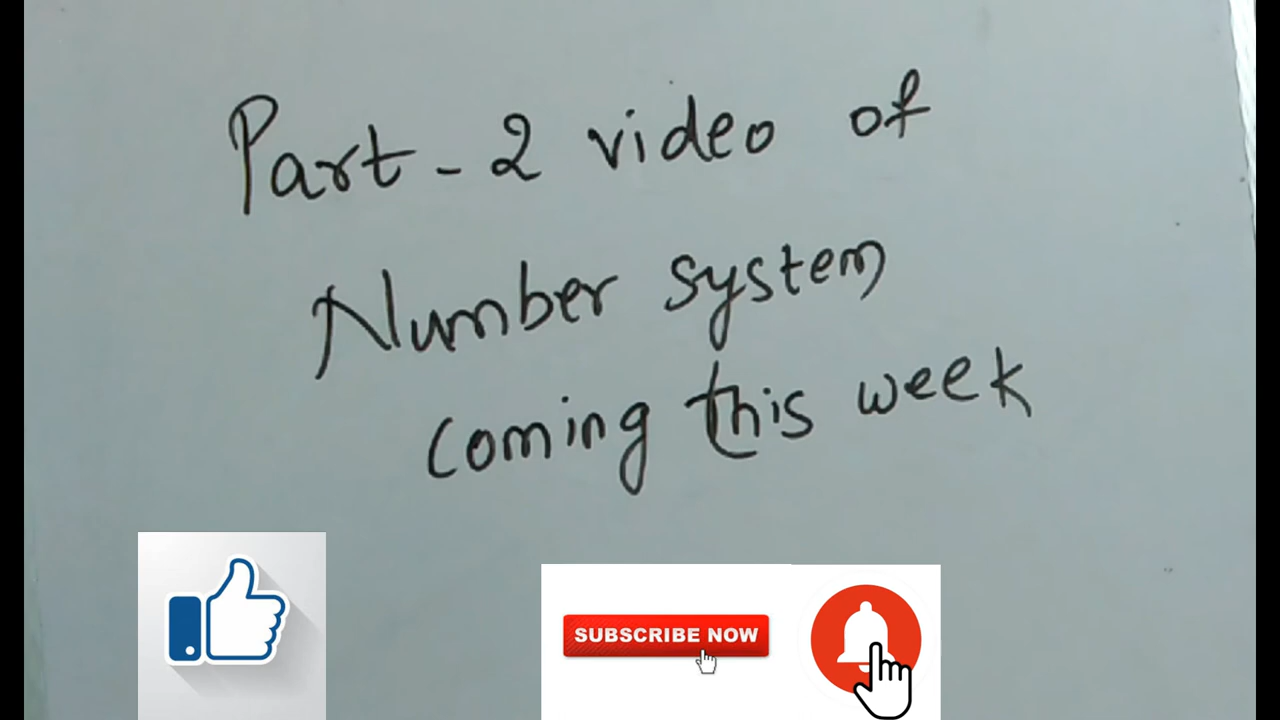 Part - 2 video of
Number system
coming this week
SUBSCRIBE NOW